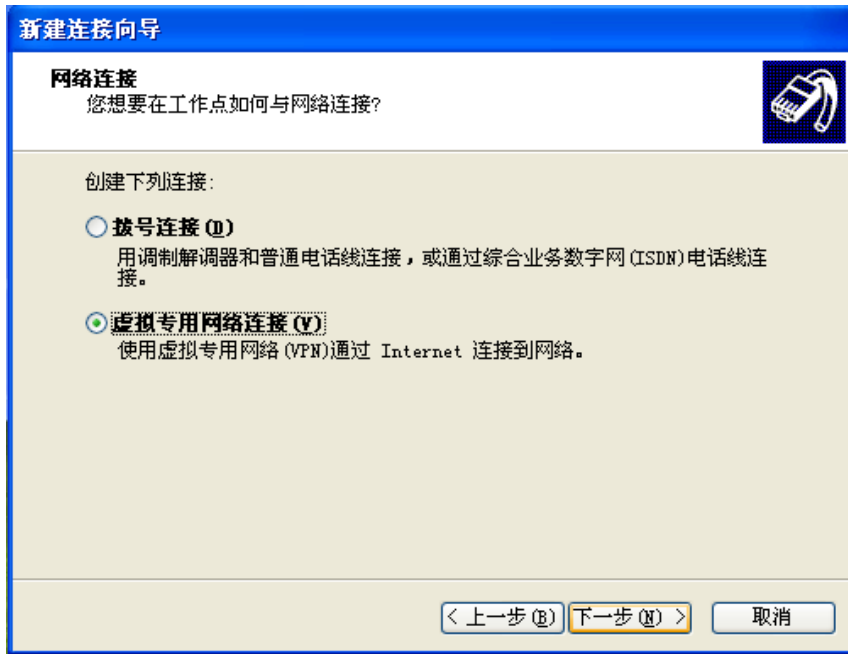 新建连接向导
网络连接
您想要在工作点如何与网络连接?
创建下列连接:
拨号连接(D)
用调制解调器和普通电话线连接，或通过综合业务数字网(ISDN)电话线连
接。
虚拟专用网络连接(V)
使用虚拟专用网络(VPN)通过 Internet 连接到网络。
< 上一步(B) 下一步(N) > 取消